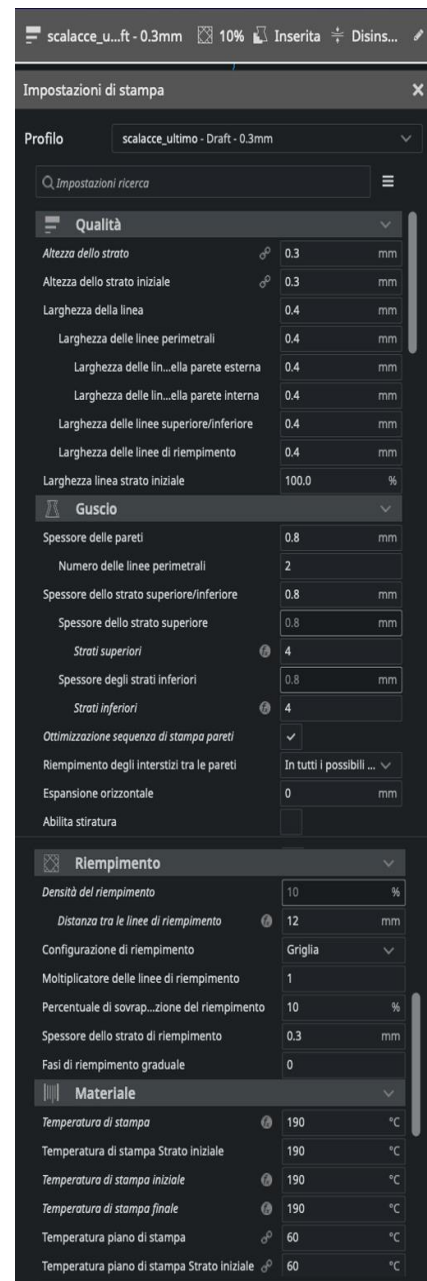 scalacce_u...ft - 0.3mm 10% Inserita Disins...
Impostazioni di stampa
Profilo scalacce_ultimo - Draft - 0.3mm
Impostazioni ricerca
Qualità
Altezza dello strato 0.3 mm
Altezza dello strato iniziale 0.3 mm
Larghezza della linea 0.4 mm
Larghezza delle linee perimetrali 0.4 mm
Larghezza delle lin...ella parete esterna 0.4 mm
Larghezza delle lin...ella parete interna 0.4 mm
Larghezza delle linee superiore/inferiore 0.4 mm
Larghezza delle linee di riempimento 0.4 mm
Larghezza linea strato iniziale 100.0 %
Guscio
Spessore delle pareti 0.8 mm
Numero delle linee perimetrali 2
Spessore dello strato superiore/inferiore 0.8 mm
Spessore dello strato superiore 0.8 mm
Strati superiori 4
Spessore degli strati inferiori 0.8 mm
Strati inferiori 4
Ottimizzazione sequenza di stampa pareti
Riempimento degli interstizi tra le pareti In tutti i possibili ...
Espansione orizzontale 0 mm
Abilita stiratura
Riempimento
Densità del riempimento 10 %
Distanza tra le linee di riempimento 12 mm
Configurazione di riempimento Griglia
Moltiplicatore delle linee di riempimento 1
Percentuale di sovrap...zione del riempimento 10 %
Spessore dello strato di riempimento 0.3 mm
Fasi di riempimento graduale 0
Materiale
Temperatura di stampa 190 °C
Temperatura di stampa Strato iniziale 190 °C
Temperatura di stampa iniziale 190 °C
Temperatura di stampa finale 190 °C
Temperatura piano di stampa 60 °C
Temperatura piano di stampa Strato iniziale 60 °C